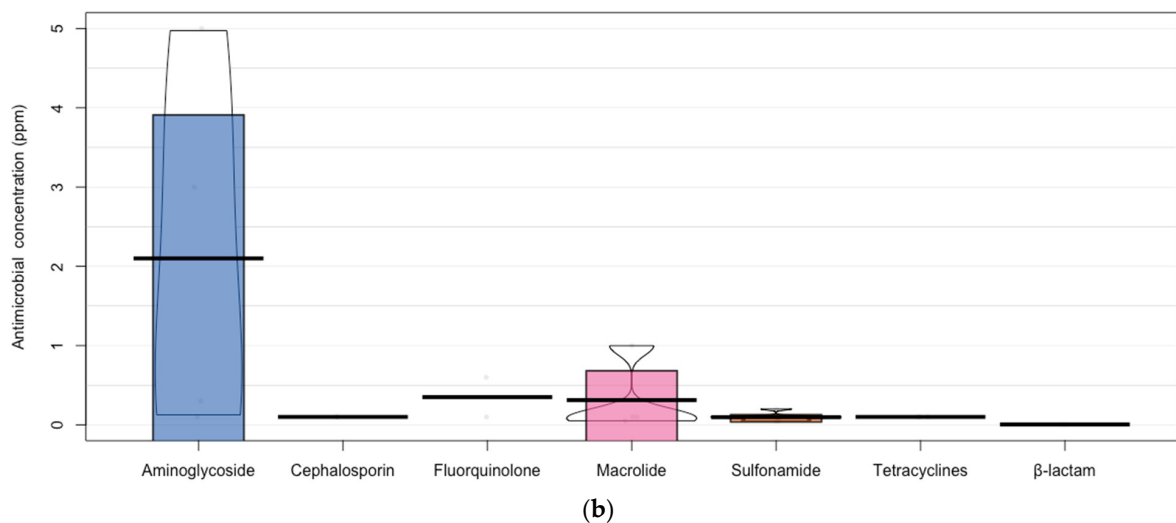 Antimicrobial concentration (ppm)
5
4
3
2
1
0
Aminoglycoside Cephalosporin Fluorquinolone Macrolide Sulfonamide Tetracyclines β-lactam
(b)